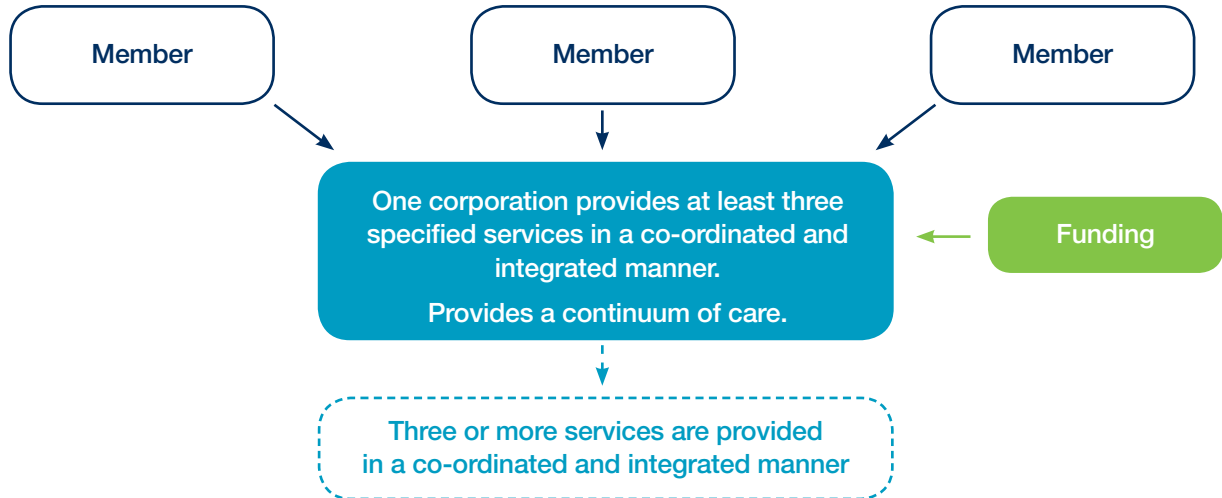 Member
Member
Member
One corporation provides at least three
specified services in a co-ordinated and
integrated manner.
Provides a continuum of care.
Funding
Three or more services are provided
in a co-ordinated and integrated manner